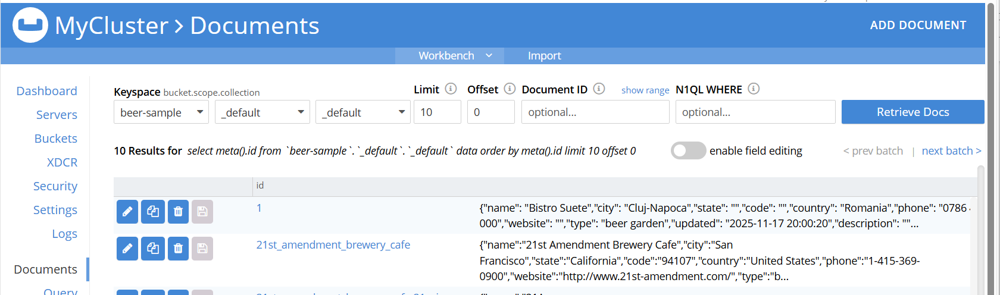 MyCluster > Documents
ADD DOCUMENT
Workbench
Import
Dashboard
Servers
Buckets
XDCR
Security
Settings
Logs
Documents
Query
Keyspace bucket.scope.collection
Limit
Offset
Document ID
show range
N1QL WHERE
beer-sample
_default
_default
10
0
optional...
optional...
Retrieve Docs
10 Results for select meta().id from `beer-sample`.`_default`.`_default` data order by meta().id limit 10 offset 0
enable field editing
< prev batch | next batch >
id
1
{"name": "Bistro Suete","city": "Cluj-Napoca","state": "","code": "","country": "Romania","phone": "0786
000","website": "","type": "beer garden","updated": "2025-11-17 20:00:20","description": ""...
21st_amendment_brewery_cafe
{"name":"21st Amendment Brewery Cafe","city":"San
Francisco","state":"California","code":"94107","country":"United States","phone":"1-415-369-
0900","website":"http://www.21st-amendment.com/","type":"b...